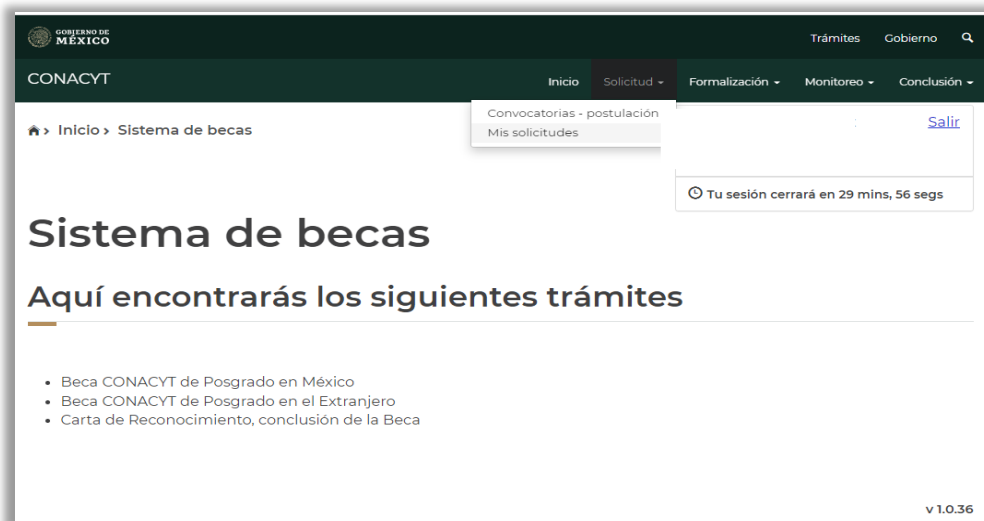 GOBIERNO DE
MÉXICO
Trámites Gobierno
CONACYT
Inicio Solicitud Formalización Monitoreo Conclusión
Convocatorias - postulación
Mis solicitudes
Inicio › Sistema de becas
Salir
Tu sesión cerrará en 29 mins, 56 segs
Sistema de becas
Aquí encontrarás los siguientes trámites
• Beca CONACYT de Posgrado en México
• Beca CONACYT de Posgrado en el Extranjero
• Carta de Reconocimiento, conclusión de la Beca
v 1.0.36